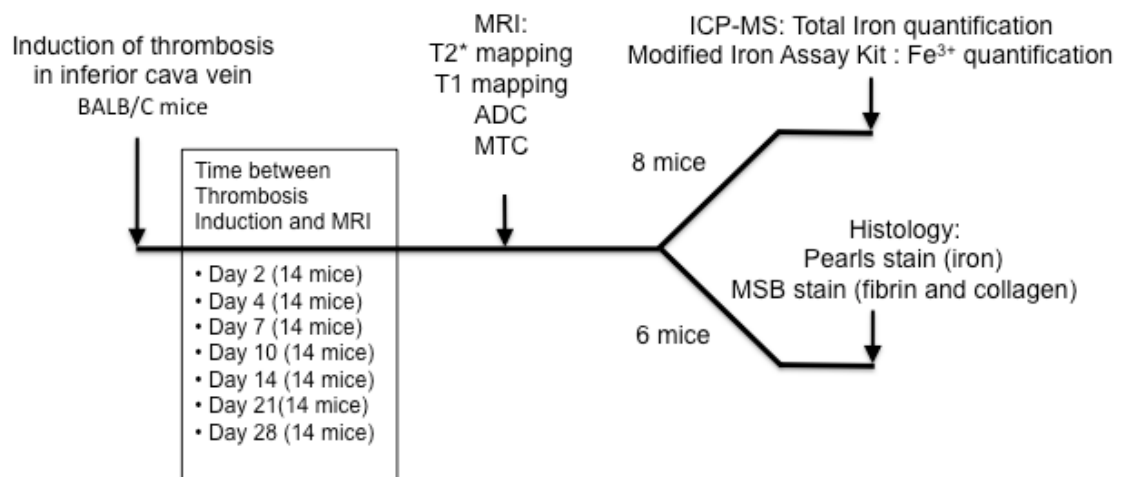 Induction of thrombosis
in inferior cava vein
BALB/C mice
Time between
Thrombosis
Induction and MRI
• Day 2 (14 mice)
• Day 4 (14 mice)
• Day 7 (14 mice)
• Day 10 (14 mice)
• Day 14 (14 mice)
• Day 21(14 mice)
• Day 28 (14 mice)
MRI:
T2* mapping
T1 mapping
ADC
MTC
ICP-MS: Total Iron quantification
Modified Iron Assay Kit : Fe³⁺ quantification
8 mice
6 mice
Histology:
Pearls stain (iron)
MSB stain (fibrin and collagen)